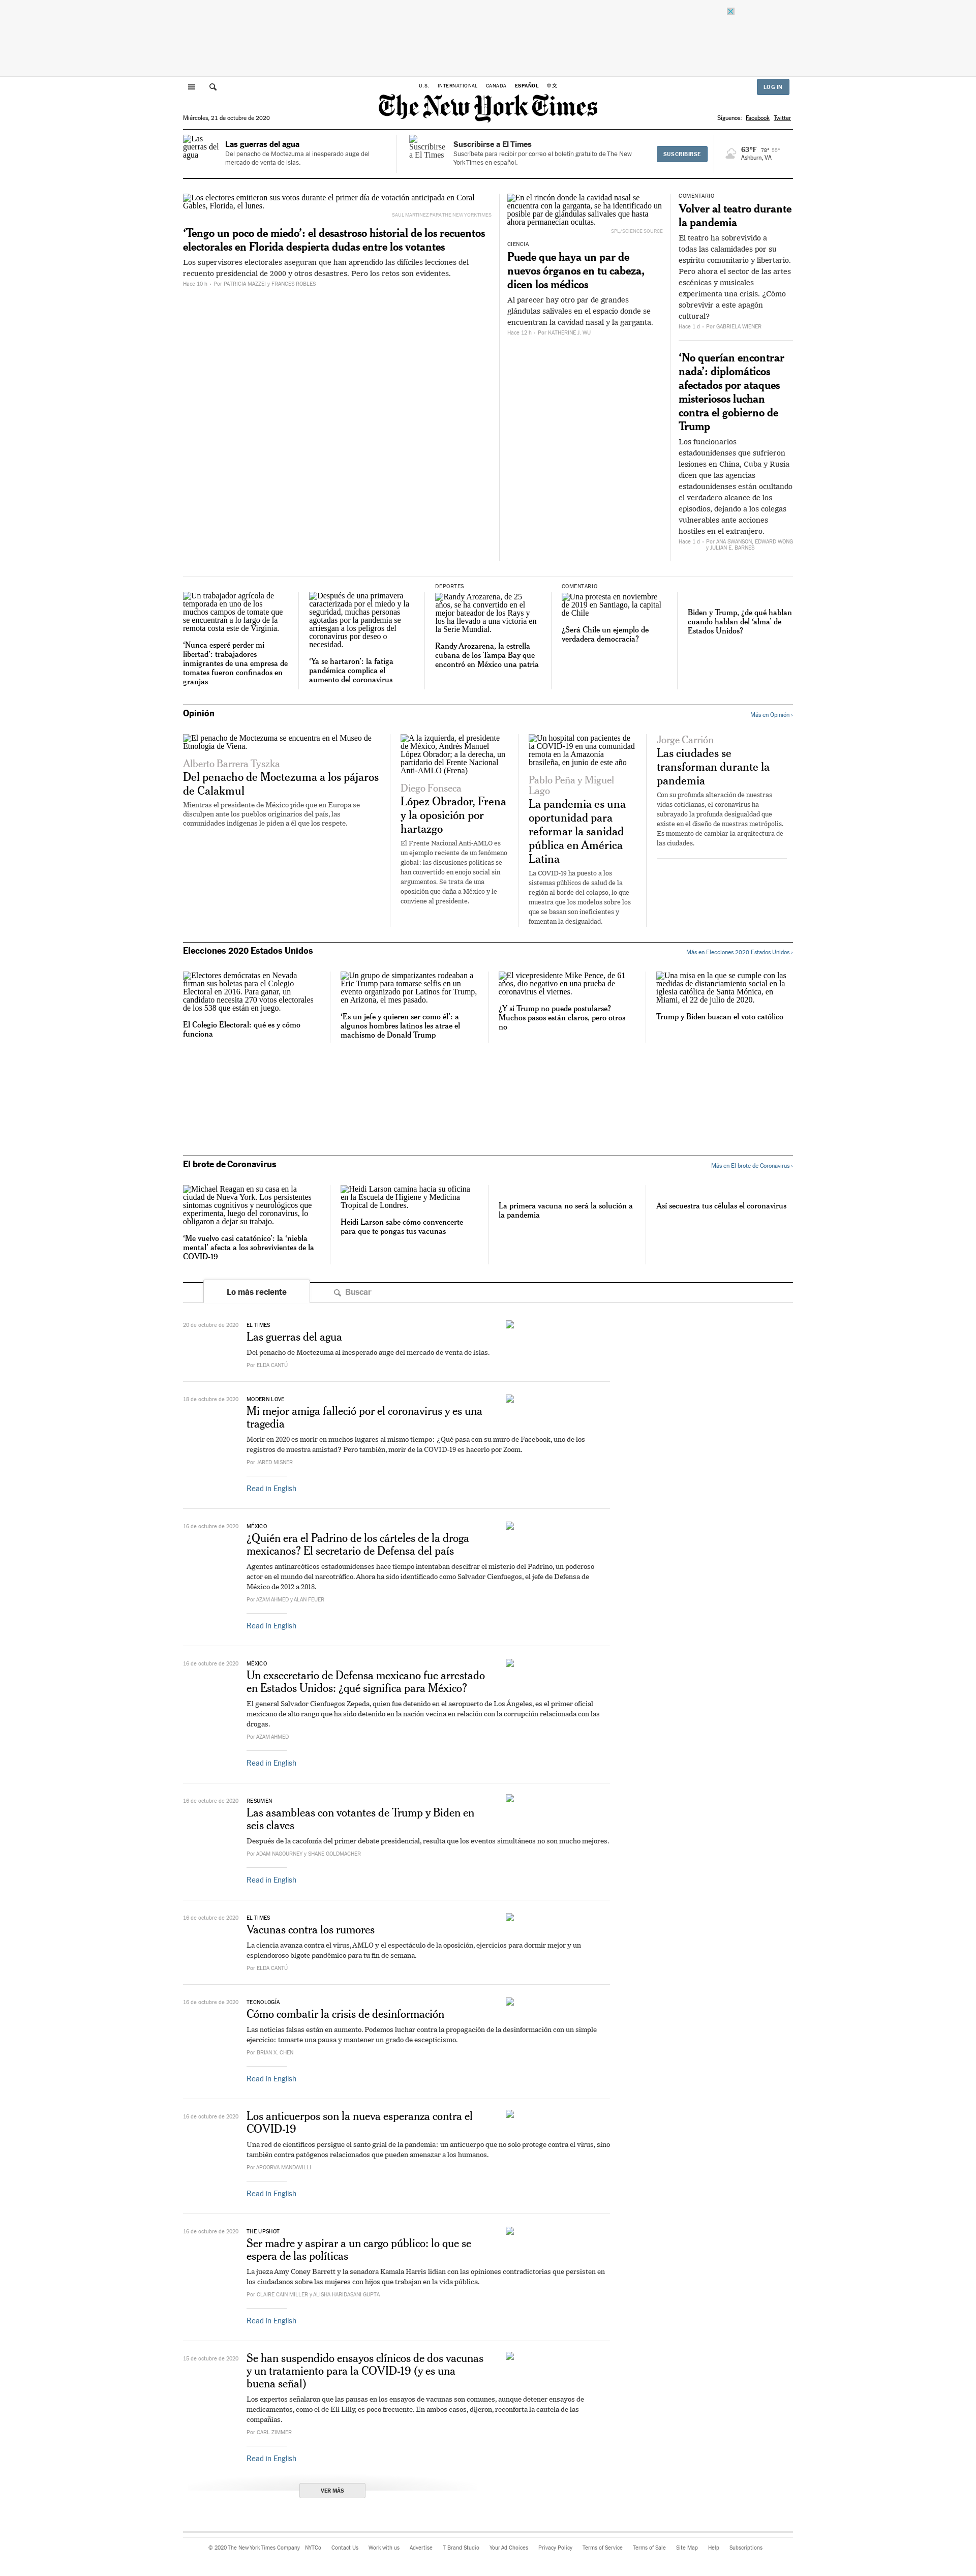 U.S. INTERNATIONAL CANADA ESPAÑOL 中文
LOG IN
The New York Times
Miércoles, 21 de octubre de 2020
Síguenos: Facebook Twitter
Las guerras del agua
Las guerras del agua
Del penacho de Moctezuma al inesperado auge del
mercado de venta de islas.
Suscribirse a El Times
Suscribirse a El Times
Suscríbete para recibir por correo el boletín gratuito de The New
York Times en español.
SUSCRIBIRSE
63°F 78° 55°
Ashburn, VA
Los electores emitieron sus votos durante el primer día de votación anticipada en Coral
Gables, Florida, el lunes.
SAUL MARTINEZ PARA THE NEW YORK TIMES
‘Tengo un poco de miedo’: el desastroso historial de los recuentos
electorales en Florida despierta dudas entre los votantes
Los supervisores electorales aseguran que han aprendido las difíciles lecciones del
recuento presidencial de 2000 y otros desastres. Pero los retos son evidentes.
Hace 10 h • Por PATRICIA MAZZEI y FRANCES ROBLES
En el rincón donde la cavidad nasal se
encuentra con la garganta, se ha identificado un
posible par de glándulas salivales que hasta
ahora permanecían ocultas.
SPL/SCIENCE SOURCE
CIENCIA
Puede que haya un par de
nuevos órganos en tu cabeza,
dicen los médicos
Al parecer hay otro par de grandes
glándulas salivales en el espacio donde se
encuentran la cavidad nasal y la garganta.
Hace 12 h • Por KATHERINE J. WU
COMENTARIO
Volver al teatro durante
la pandemia
El teatro ha sobrevivido a
todas las calamidades por su
espíritu comunitario y libertario.
Pero ahora el sector de las artes
escénicas y musicales
experimenta una crisis. ¿Cómo
sobrevivir a este apagón
cultural?
Hace 1 d • Por GABRIELA WIENER
‘No querían encontrar
nada’: diplomáticos
afectados por ataques
misteriosos luchan
contra el gobierno de
Trump
Los funcionarios
estadounidenses que sufrieron
lesiones en China, Cuba y Rusia
dicen que las agencias
estadounidenses están ocultando
el verdadero alcance de los
episodios, dejando a los colegas
vulnerables ante acciones
hostiles en el extranjero.
Hace 1 d • Por ANA SWANSON, EDWARD WONG
y JULIAN E. BARNES
Un trabajador agrícola de
temporada en uno de los
muchos campos de tomate que
se encuentran a lo largo de la
remota costa este de Virginia.
‘Nunca esperé perder mi
libertad’: trabajadores
inmigrantes de una empresa de
tomates fueron confinados en
granjas
Después de una primavera
caracterizada por el miedo y la
seguridad, muchas personas
agotadas por la pandemia se
arriesgan a los peligros del
coronavirus por deseo o
necesidad.
‘Ya se hartaron’: la fatiga
pandémica complica el
aumento del coronavirus
DEPORTES
Randy Arozarena, de 25
años, se ha convertido en el
mejor bateador de los Rays y
los ha llevado a una victoria en
la Serie Mundial.
Randy Arozarena, la estrella
cubana de los Tampa Bay que
encontró en México una patria
COMENTARIO
Una protesta en noviembre
de 2019 en Santiago, la capital
de Chile
¿Será Chile un ejemplo de
verdadera democracia?
Biden y Trump, ¿de qué hablan
cuando hablan del ‘alma’ de
Estados Unidos?
Opinión
Más en Opinión »
El penacho de Moctezuma se encuentra en el Museo de
Etnología de Viena.
Alberto Barrera Tyszka
Del penacho de Moctezuma a los pájaros
de Calakmul
Mientras el presidente de México pide que en Europa se
disculpen ante los pueblos originarios del país, las
comunidades indígenas le piden a él que los respete.
A la izquierda, el presidente
de México, Andrés Manuel
López Obrador; a la derecha, un
partidario del Frente Nacional
Anti-AMLO (Frena)
Diego Fonseca
López Obrador, Frena
y la oposición por
hartazgo
El Frente Nacional Anti-AMLO es
un ejemplo reciente de un fenómeno
global: las discusiones políticas se
han convertido en enojo social sin
argumentos. Se trata de una
oposición que daña a México y le
conviene al presidente.
Un hospital con pacientes de
la COVID-19 en una comunidad
remota en la Amazonía
brasileña, en junio de este año
Pablo Peña y Miguel
Lago
La pandemia es una
oportunidad para
reformar la sanidad
pública en América
Latina
La COVID-19 ha puesto a los
sistemas públicos de salud de la
región al borde del colapso, lo que
muestra que los modelos sobre los
que se basan son ineficientes y
fomentan la desigualdad.
Jorge Carrión
Las ciudades se
transforman durante la
pandemia
Con su profunda alteración de nuestras
vidas cotidianas, el coronavirus ha
subrayado la profunda desigualdad que
existe en el diseño de nuestras metrópolis.
Es momento de cambiar la arquitectura de
las ciudades.
Elecciones 2020 Estados Unidos
Más en Elecciones 2020 Estados Unidos »
Electores demócratas en Nevada
firman sus boletas para el Colegio
Electoral en 2016. Para ganar, un
candidato necesita 270 votos electorales
de los 538 que están en juego.
El Colegio Electoral: qué es y cómo
funciona
Un grupo de simpatizantes rodeaban a
Eric Trump para tomarse selfis en un
evento organizado por Latinos for Trump,
en Arizona, el mes pasado.
‘Es un jefe y quieren ser como él’: a
algunos hombres latinos les atrae el
machismo de Donald Trump
El vicepresidente Mike Pence, de 61
años, dio negativo en una prueba de
coronavirus el viernes.
¿Y si Trump no puede postularse?
Muchos pasos están claros, pero otros
no
Una misa en la que se cumple con las
medidas de distanciamiento social en la
iglesia católica de Santa Mónica, en
Miami, el 22 de julio de 2020.
Trump y Biden buscan el voto católico
El brote de Coronavirus
Más en El brote de Coronavirus »
Michael Reagan en su casa en la
ciudad de Nueva York. Los persistentes
síntomas cognitivos y neurológicos que
experimenta, luego del coronavirus, lo
obligaron a dejar su trabajo.
‘Me vuelvo casi catatónico’: la ‘niebla
mental’ afecta a los sobrevivientes de la
COVID-19
Heidi Larson camina hacia su oficina
en la Escuela de Higiene y Medicina
Tropical de Londres.
Heidi Larson sabe cómo convencerte
para que te pongas tus vacunas
La primera vacuna no será la solución a
la pandemia
Así secuestra tus células el coronavirus
Lo más reciente
Buscar
20 de octubre de 2020
EL TIMES
Las guerras del agua
Del penacho de Moctezuma al inesperado auge del mercado de venta de islas.
Por ELDA CANTÚ
18 de octubre de 2020
MODERN LOVE
Mi mejor amiga falleció por el coronavirus y es una
tragedia
Morir en 2020 es morir en muchos lugares al mismo tiempo: ¿Qué pasa con su muro de Facebook, uno de los
registros de nuestra amistad? Pero también, morir de la COVID-19 es hacerlo por Zoom.
Por JARED MISNER
Read in English
16 de octubre de 2020
MÉXICO
¿Quién era el Padrino de los cárteles de la droga
mexicanos? El secretario de Defensa del país
Agentes antinarcóticos estadounidenses hace tiempo intentaban descifrar el misterio del Padrino, un poderoso
actor en el mundo del narcotráfico. Ahora ha sido identificado como Salvador Cienfuegos, el jefe de Defensa de
México de 2012 a 2018.
Por AZAM AHMED y ALAN FEUER
Read in English
16 de octubre de 2020
MÉXICO
Un exsecretario de Defensa mexicano fue arrestado
en Estados Unidos: ¿qué significa para México?
El general Salvador Cienfuegos Zepeda, quien fue detenido en el aeropuerto de Los Ángeles, es el primer oficial
mexicano de alto rango que ha sido detenido en la nación vecina en relación con la corrupción relacionada con las
drogas.
Por AZAM AHMED
Read in English
16 de octubre de 2020
RESUMEN
Las asambleas con votantes de Trump y Biden en
seis claves
Después de la cacofonía del primer debate presidencial, resulta que los eventos simultáneos no son mucho mejores.
Por ADAM NAGOURNEY y SHANE GOLDMACHER
Read in English
16 de octubre de 2020
EL TIMES
Vacunas contra los rumores
La ciencia avanza contra el virus, AMLO y el espectáculo de la oposición, ejercicios para dormir mejor y un
esplendoroso bigote pandémico para tu fin de semana.
Por ELDA CANTÚ
16 de octubre de 2020
TECNOLOGÍA
Cómo combatir la crisis de desinformación
Las noticias falsas están en aumento. Podemos luchar contra la propagación de la desinformación con un simple
ejercicio: tomarte una pausa y mantener un grado de escepticismo.
Por BRIAN X. CHEN
Read in English
16 de octubre de 2020
Los anticuerpos son la nueva esperanza contra el
COVID-19
Una red de científicos persigue el santo grial de la pandemia: un anticuerpo que no solo protege contra el virus, sino
también contra patógenos relacionados que pueden amenazar a los humanos.
Por APOORVA MANDAVILLI
Read in English
16 de octubre de 2020
THE UPSHOT
Ser madre y aspirar a un cargo público: lo que se
espera de las políticas
La jueza Amy Coney Barrett y la senadora Kamala Harris lidian con las opiniones contradictorias que persisten en
los ciudadanos sobre las mujeres con hijos que trabajan en la vida pública.
Por CLAIRE CAIN MILLER y ALISHA HARIDASANI GUPTA
Read in English
15 de octubre de 2020
Se han suspendido ensayos clínicos de dos vacunas
y un tratamiento para la COVID-19 (y es una
buena señal)
Los expertos señalaron que las pausas en los ensayos de vacunas son comunes, aunque detener ensayos de
medicamentos, como el de Eli Lilly, es poco frecuente. En ambos casos, dijeron, reconforta la cautela de las
compañías.
Por CARL ZIMMER
Read in English
VER MÁS
© 2020 The New York Times Company NYTCo Contact Us Work with us Advertise T Brand Studio Your Ad Choices Privacy Policy Terms of Service Terms of Sale Site Map Help Subscriptions